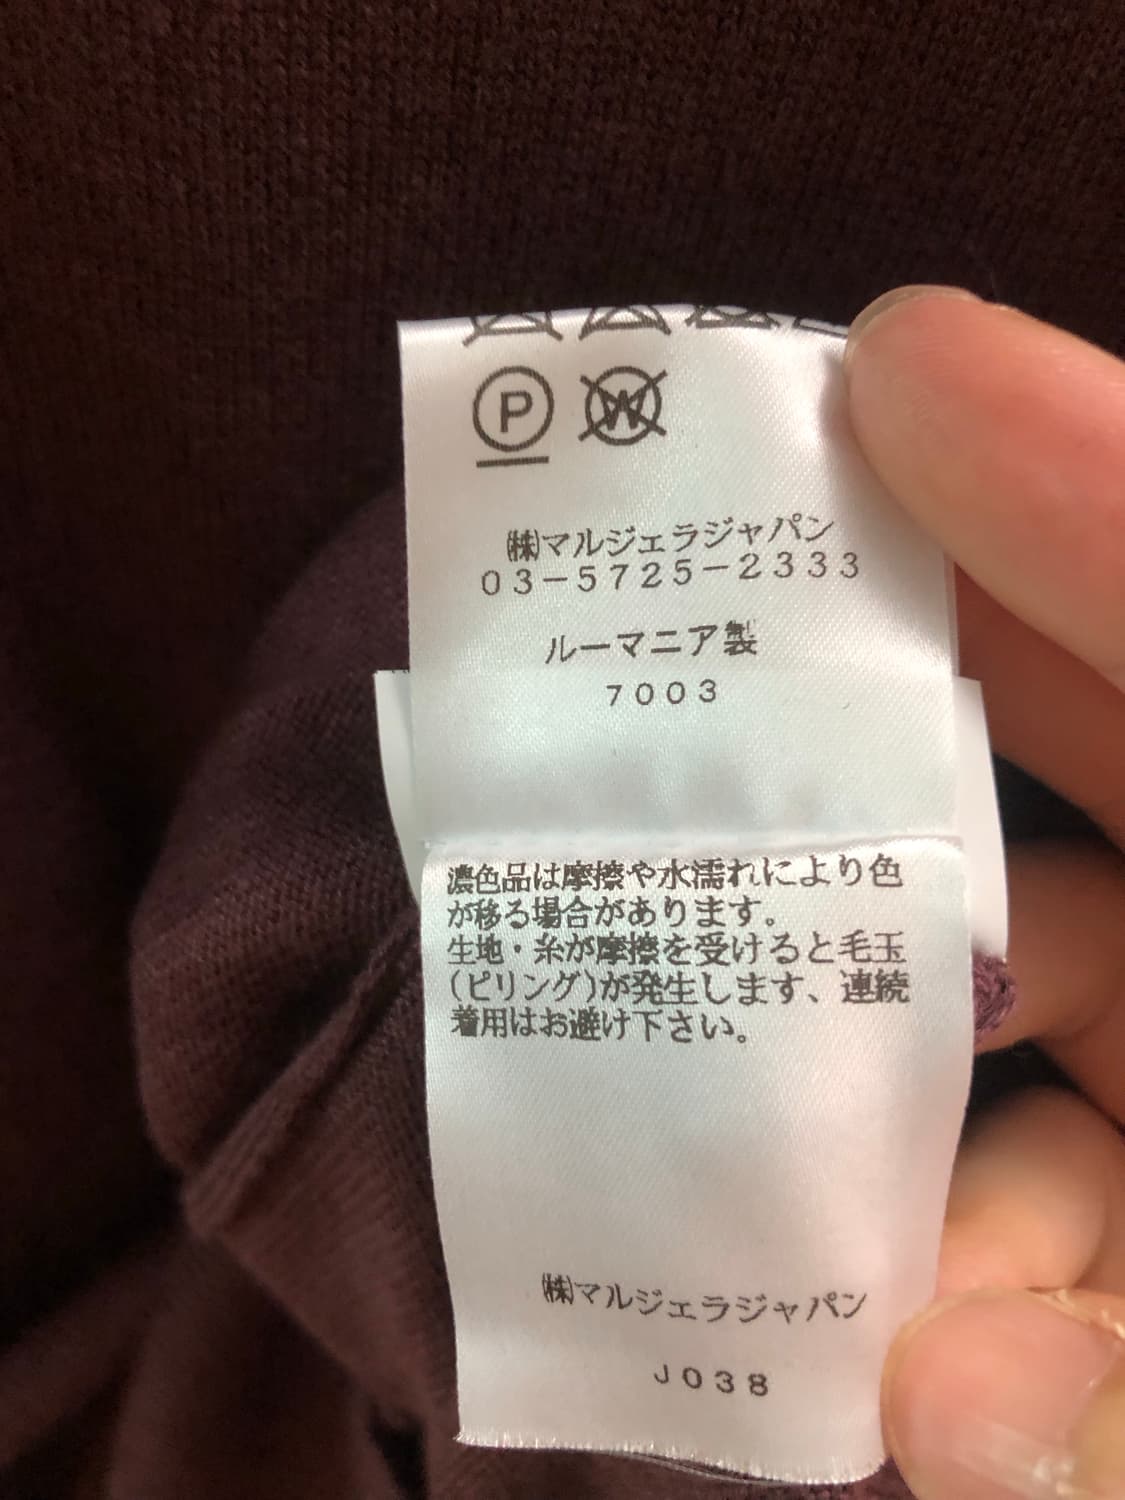 P W
㈱マルジェラジャパン
03-5725-2333
ルーマニア製
7003
濃色品は摩擦や水濡れにより色
が移る場合があります。
生地・糸が摩擦を受けると毛玉
(ピリング)が発生します、連続
着用はお避け下さい。
㈱マルジェラジャパン
J038